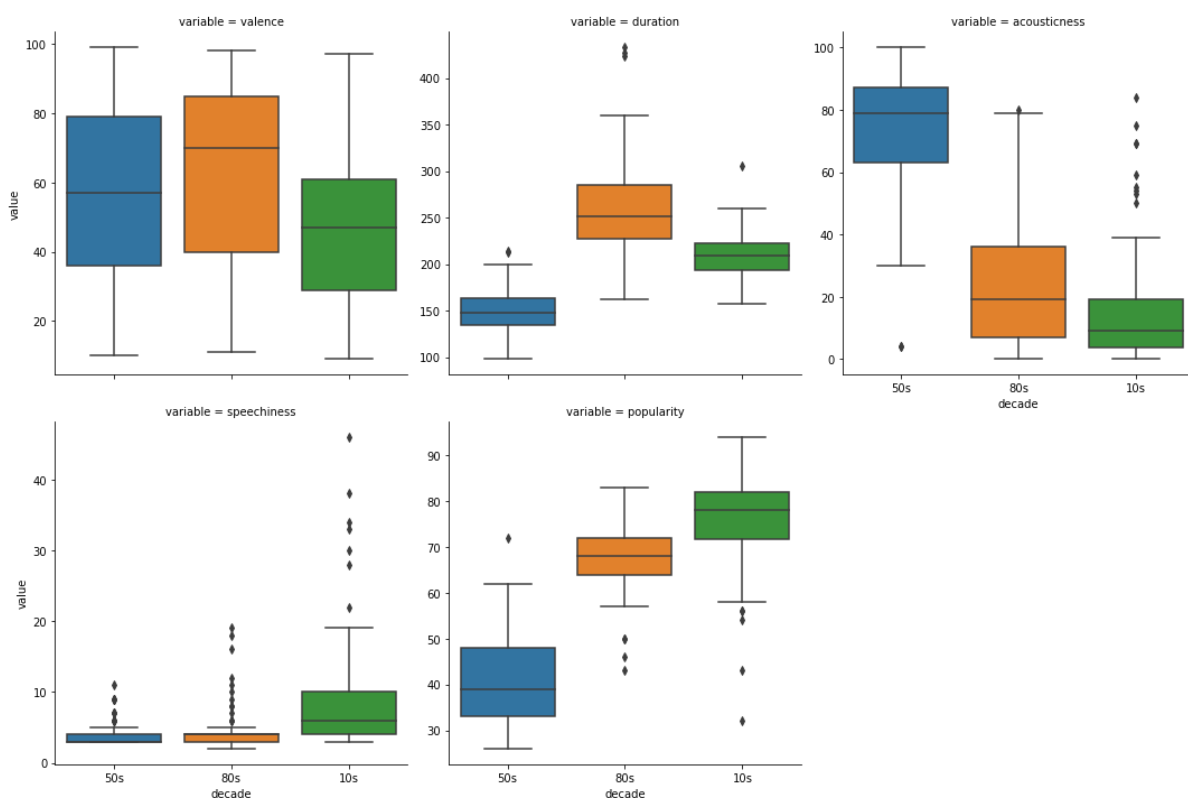 variable = valence
variable = duration
variable = acousticness
100
80
60
40
20
value
400
350
300
250
200
150
100
100
80
60
40
20
0
50s
80s
10s
decade
variable = speechiness
variable = popularity
40
30
20
10
0
value
50s
80s
10s
decade
90
80
70
60
50
40
30
50s
80s
10s
decade